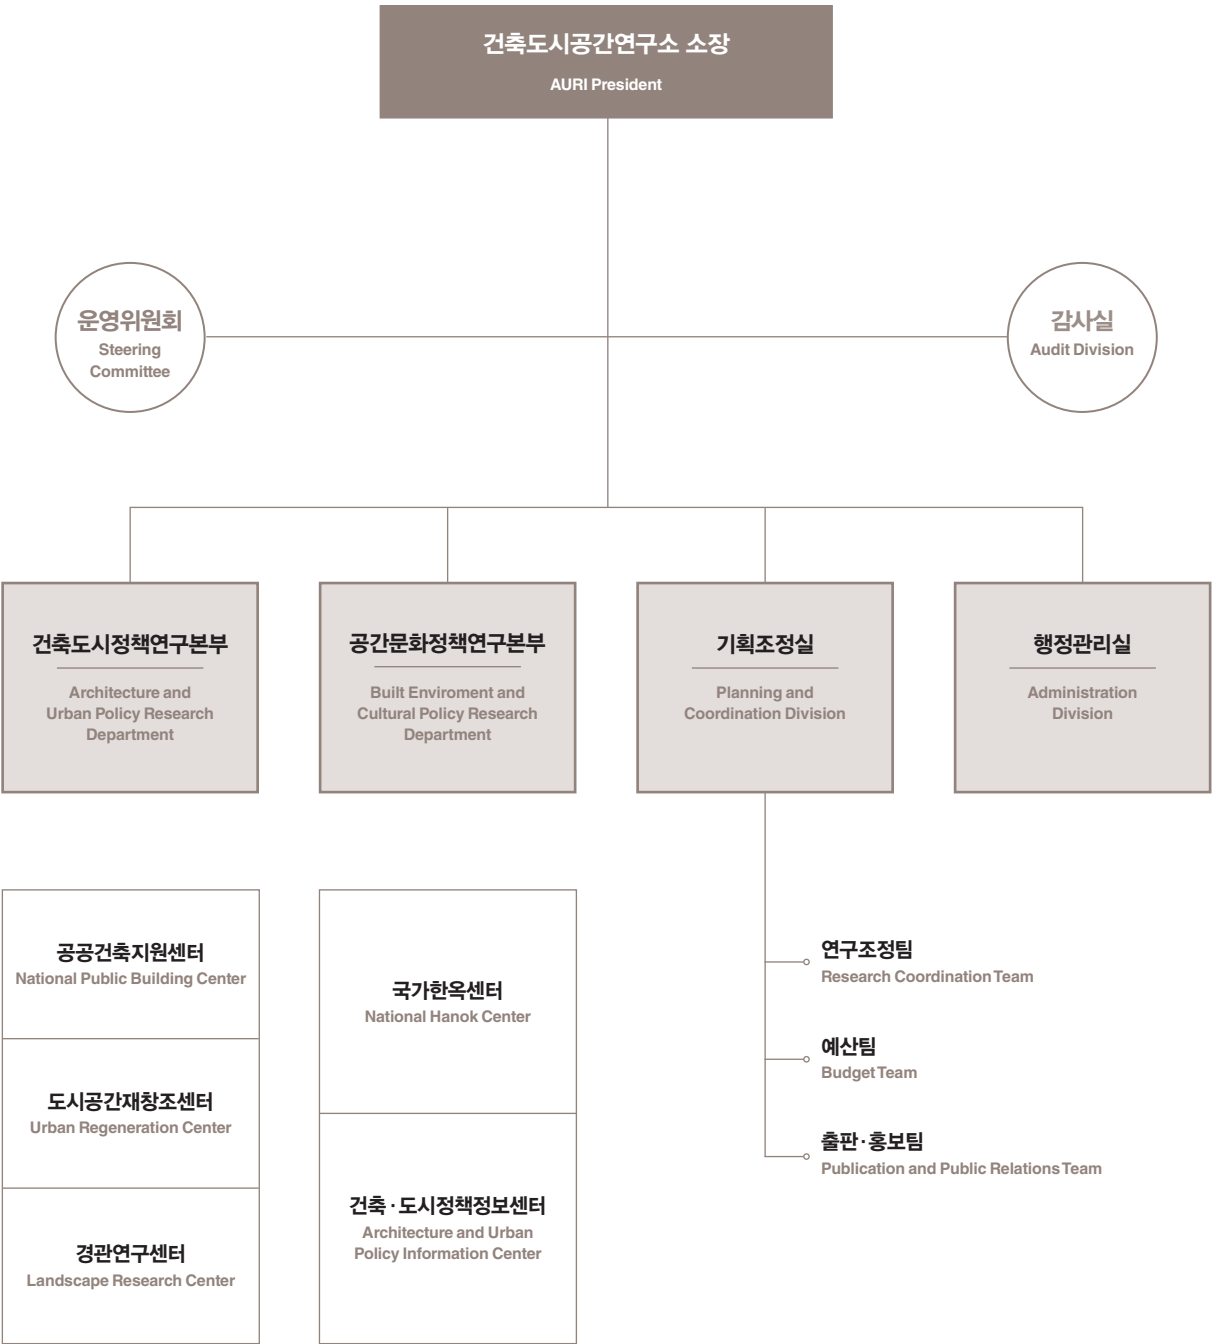 건축도시공간연구소 소장
AURI President
운영위원회
Steering
Committee
감사실
Audit Division
건축도시정책연구본부
Architecture and
Urban Policy Research
Department
공간문화정책연구본부
Built Enviroment and
Cultural Policy Research
Department
기획조정실
Planning and
Coordination Division
행정관리실
Administration
Division
공공건축지원센터
National Public Building Center
도시공간재창조센터
Urban Regeneration Center
경관연구센터
Landscape Research Center
국가한옥센터
National Hanok Center
건축·도시정책정보센터
Architecture and Urban
Policy Information Center
연구조정팀
Research Coordination Team
예산팀
Budget Team
출판·홍보팀
Publication and Public Relations Team